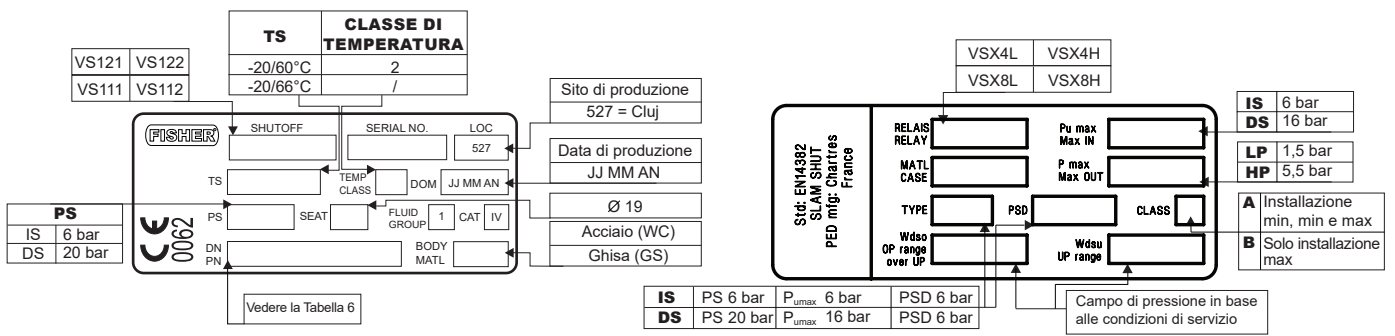 TS CLASSE DI TEMPERATURA
-20/60°C 2
-20/66°C /
VS121 VS122
VS111 VS112
Sito di produzione
527 = Cluj
Data di produzione
JJ MM AN
Ø 19
Acciaio (WC)
Ghisa (GS)
PS
IS 6 bar
DS 20 bar
FISHER
SHUTOFF SERIAL NO. LOC
527
TS TEMP CLASS DOM JJ MM AN
PS SEAT FLUID GROUP 1 CAT IV
DN PN BODY MATL
CE 0062
Vedere la Tabella 6
VSX4L VSX4H
VSX8L VSX8H
Std: EN14382
SLAM SHUT
PED mfg: Chartres
France
RELAIS RELAY Pu max Max IN
MATL CASE P max Max OUT
TYPE PSD CLASS
Wdso OP range over UP Wdsu UP range
IS 6 bar
DS 16 bar
LP 1,5 bar
HP 5,5 bar
A Installazione min, min e max
B Solo installazione max
IS PS 6 bar Pumax 6 bar PSD 6 bar
DS PS 20 bar Pumax 16 bar PSD 6 bar
Campo di pressione in base
alle condizioni di servizio